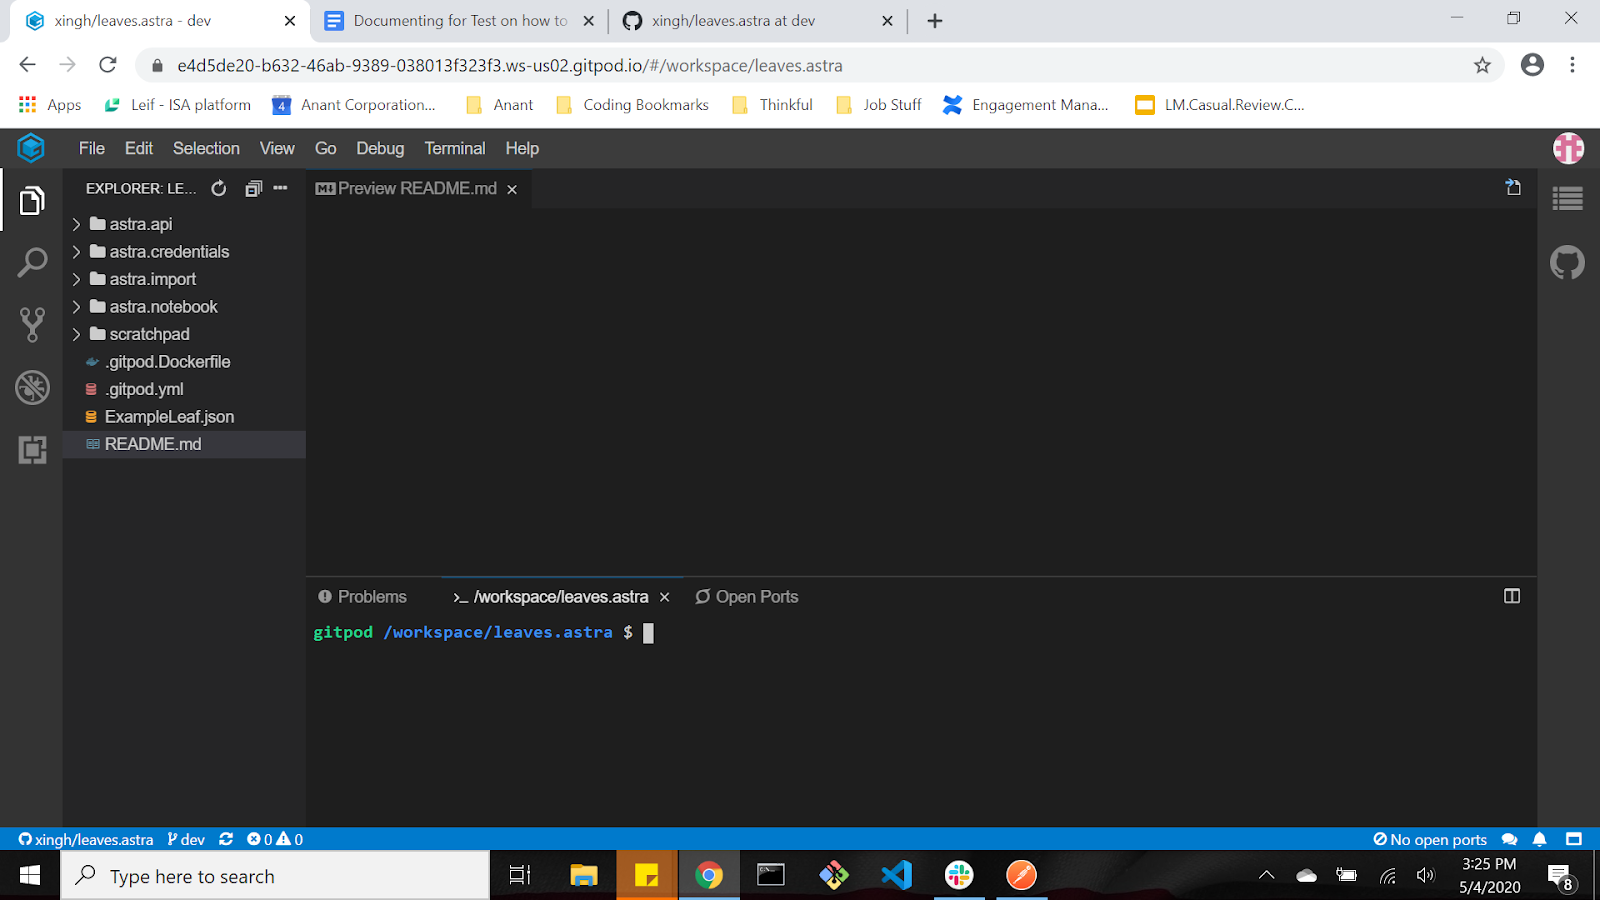 xingh/leaves.astra - dev
Documenting for Test on how to
xingh/leaves.astra at dev
e4d5de20-b632-46ab-9389-038013f323f3.ws-us02.gitpod.io/#/workspace/leaves.astra
Apps Leif - ISA platform 4 Anant Corporation... Anant Coding Bookmarks Thinkful Job Stuff Engagement Mana... LM.Casual.Review.C...
File Edit Selection View Go Debug Terminal Help
EXPLORER: LE...
Preview README.md
astra.api
astra.credentials
astra.import
astra.notebook
scratchpad
.gitpod.Dockerfile
.gitpod.yml
ExampleLeaf.json
README.md
Problems >_ /workspace/leaves.astra Open Ports
gitpod /workspace/leaves.astra $
xingh/leaves.astra dev 0 0 No open ports
Type here to search
3:25 PM
5/4/2020
8